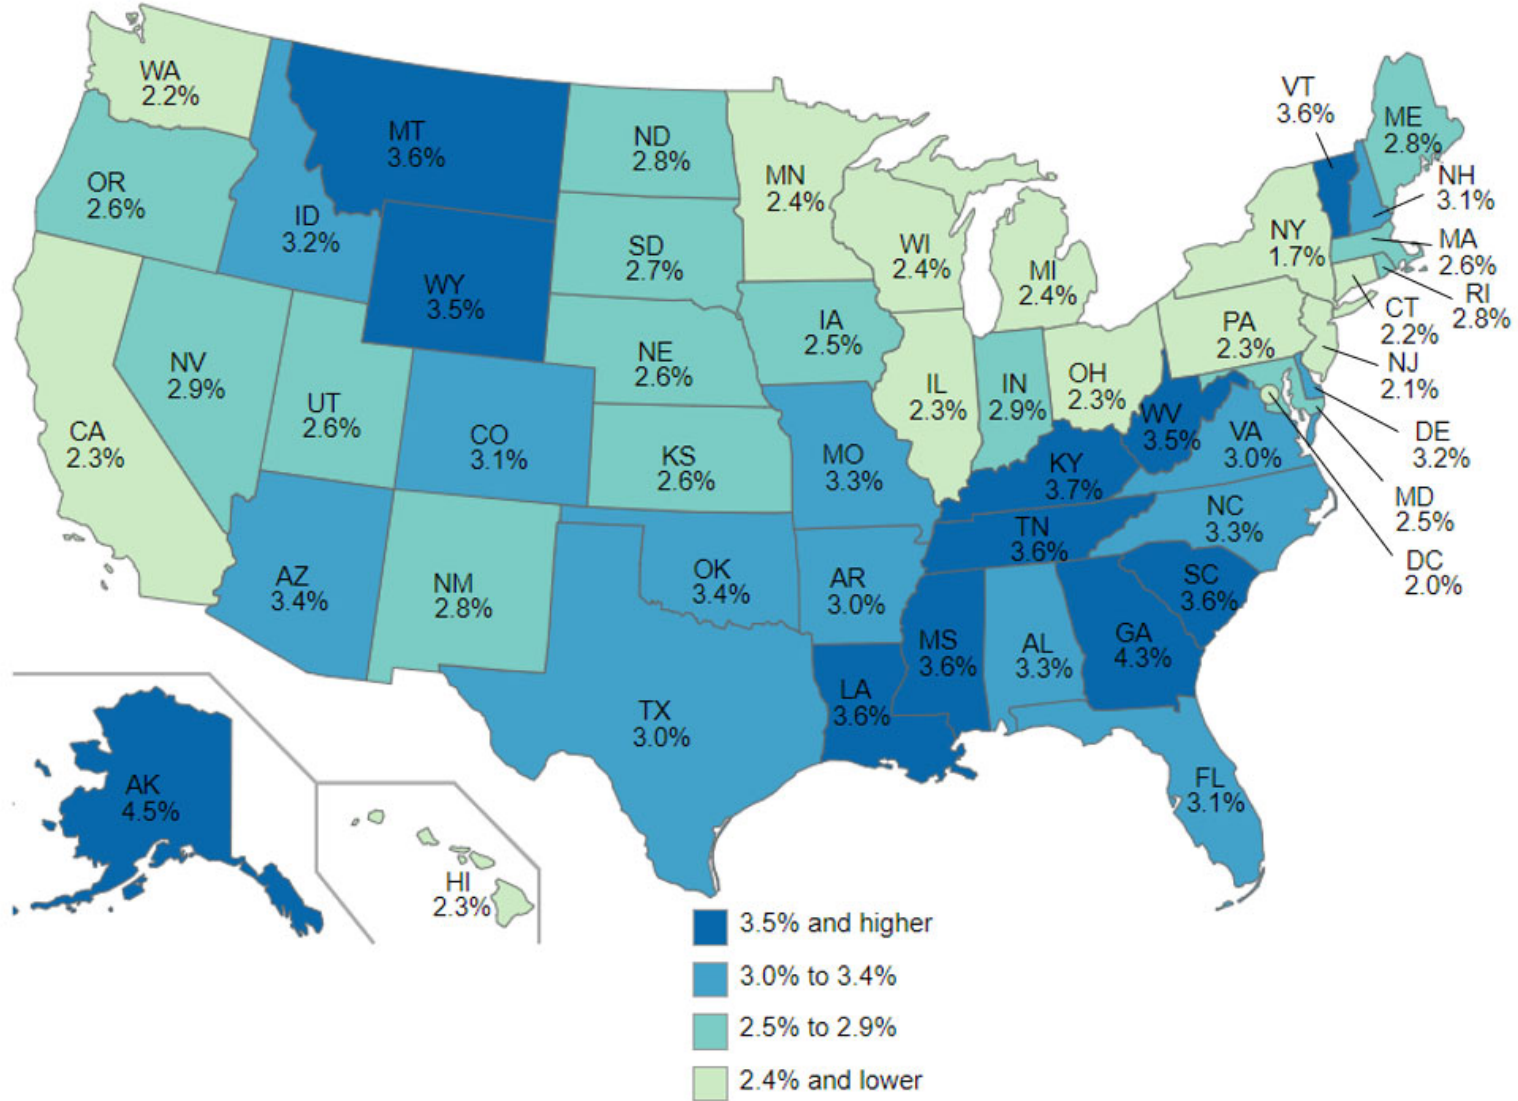 WA
2.2%
MT
3.6%
ND
2.8%
MN
2.4%
VT
3.6%
ME
2.8%
NH
3.1%
OR
2.6%
ID
3.2%
SD
2.7%
WI
2.4%
MI
2.4%
NY
1.7%
MA
2.6%
RI
2.8%
WY
3.5%
IA
2.5%
PA
2.3%
CT
2.2%
NV
2.9%
NE
2.6%
IL
2.3%
IN
2.9%
OH
2.3%
NJ
2.1%
UT
2.6%
CA
2.3%
CO
3.1%
KS
2.6%
MO
3.3%
WV
3.5%
VA
3.0%
DE
3.2%
KY
3.7%
MD
2.5%
TN
3.6%
NC
3.3%
DC
2.0%
AZ
3.4%
NM
2.8%
OK
3.4%
AR
3.0%
SC
3.6%
MS
3.6%
AL
3.3%
GA
4.3%
LA
3.6%
TX
3.0%
FL
3.1%
AK
4.5%
HI
2.3%
3.5% and higher
3.0% to 3.4%
2.5% to 2.9%
2.4% and lower